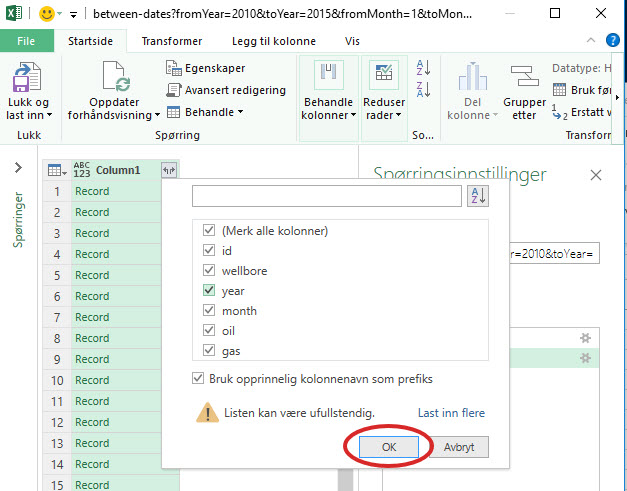 between-dates?fromYear=2010&toYear=2015&fromMonth=1&toMon...
File Startside Transformer Legg til kolonne Vis
Lukk og
last inn
Lukk
Oppdater
forhåndsvisning
Egenskaper
Avansert redigering
Behandle
Spørring
Behandle
kolonner
Reduser
rader
A
Z
Z
A
So...
Del
kolonne
Grupper
etter
Datatype: H
Bruk før
1
2
Erstatt v
Transform
Spørringer
ABC
123
Column1
1 Record
2 Record
3 Record
4 Record
5 Record
6 Record
7 Record
8 Record
9 Record
10 Record
11 Record
12 Record
13 Record
14 Record
15 Record
Spørringsinnstillinger
r=2010&toYear=
A
Z
(Merk alle kolonner)
id
wellbore
year
month
oil
gas
Bruk opprinnelig kolonnenavn som prefiks
Listen kan være ufullstendig. Last inn flere
OK Avbryt